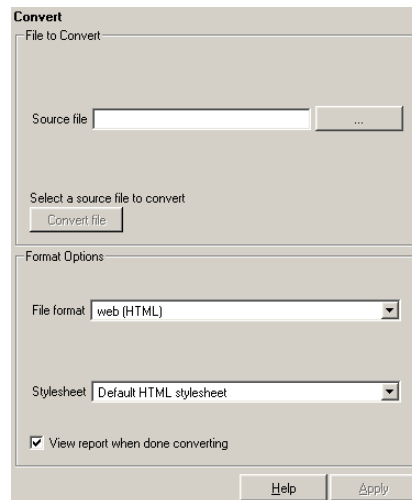 Convert
File to Convert
Source file
...
Select a source file to convert
Convert file
Format Options
File format web (HTML)
Stylesheet Default HTML stylesheet
View report when done converting
Help Apply